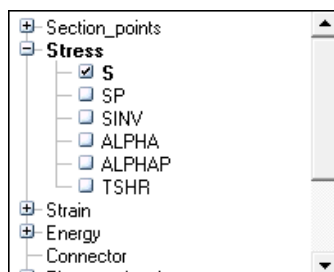 Section_points
Stress
S
SP
SINV
ALPHA
ALPHAP
TSHR
Strain
Energy
Connector